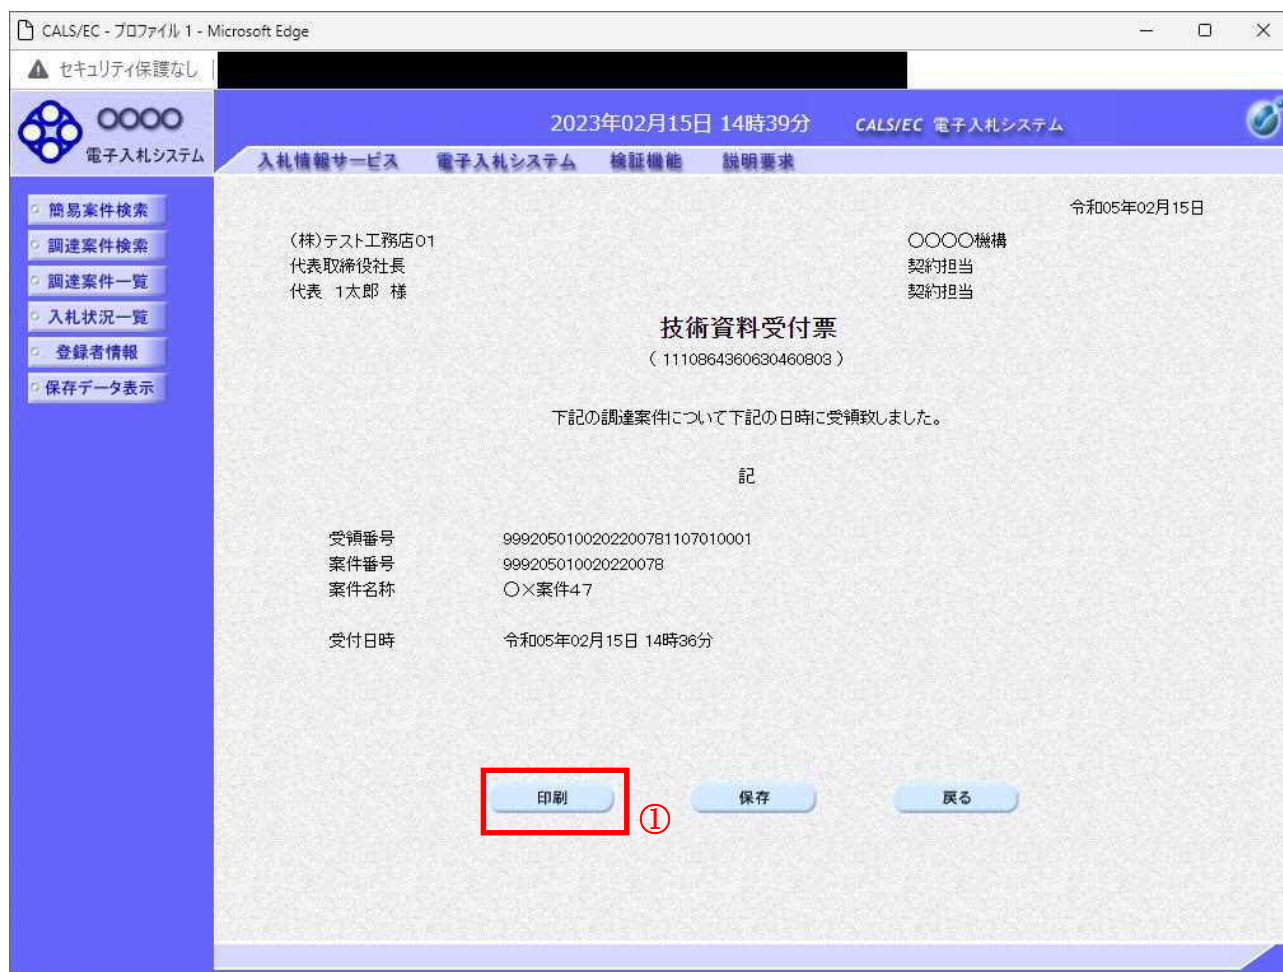 CALS/EC - プロファイル 1 - Microsoft Edge
セキュリティ保護なし
○○○○
電子入札システム
2023年02月15日 14時39分
CALS/EC 電子入札システム
入札情報サービス 電子入札システム 検証機能 説明要求
簡易案件検索
調達案件検索
調達案件一覧
入札状況一覧
登録者情報
保存データ表示
令和05年02月15日
(株)テスト工務店01
代表取締役社長
代表 1太郎 様
○○○○機構
契約担当
契約担当
技術資料受付票
( 1110864360630460803 )
下記の調達案件について下記の日時に受領致しました。
記
受領番号 9992050100202200781107010001
案件番号 999205010020220078
案件名称 ○×案件47
受付日時 令和05年02月15日 14時36分
印刷
①
保存
戻る